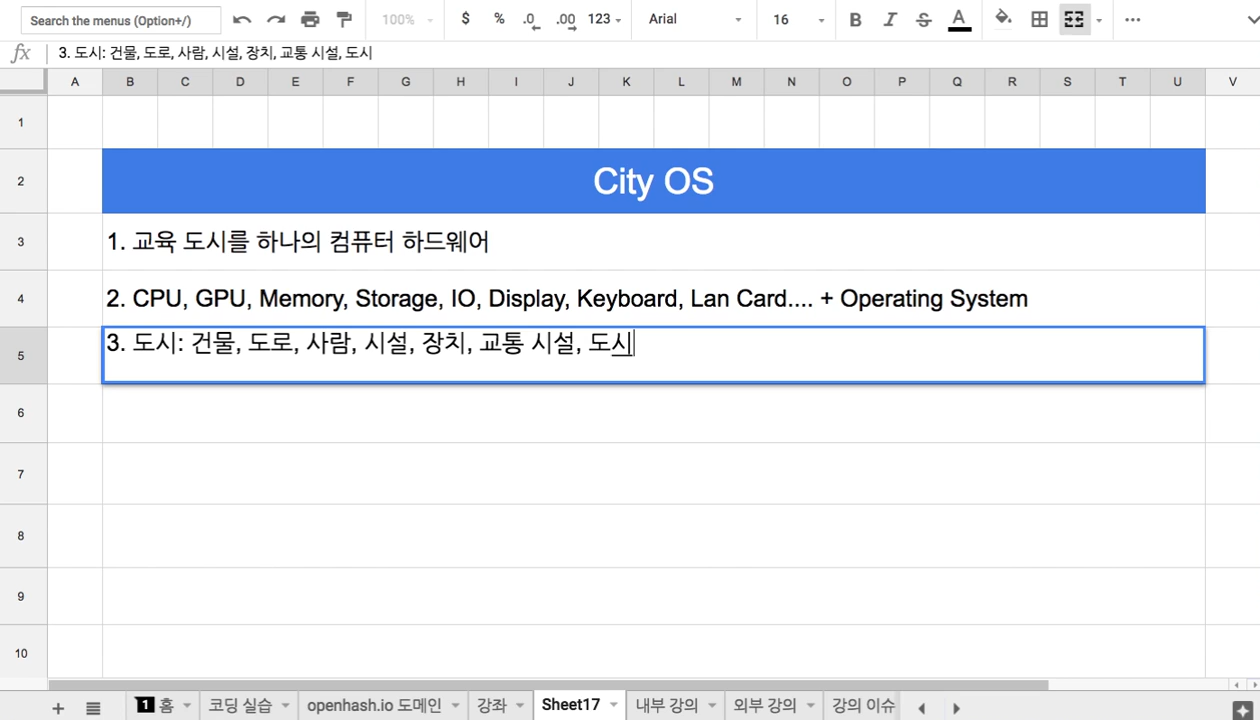 Search the menus (Option+/) 100% $ % .0 .00 123 Arial 16 B I S A
fx 3. 도시: 건물, 도로, 사람, 시설, 장치, 교통 시설, 도시
A B C D E F G H I J K L M N O P Q R S T U V
1
2 City OS
3 1. 교육 도시를 하나의 컴퓨터 하드웨어
4 2. CPU, GPU, Memory, Storage, IO, Display, Keyboard, Lan Card.... + Operating System
5 3. 도시: 건물, 도로, 사람, 시설, 장치, 교통 시설, 도시
6
7
8
9
10
1 홈 코딩 실습 openhash.io 도메인 강좌 Sheet17 내부 강의 외부 강의 강의 이슈